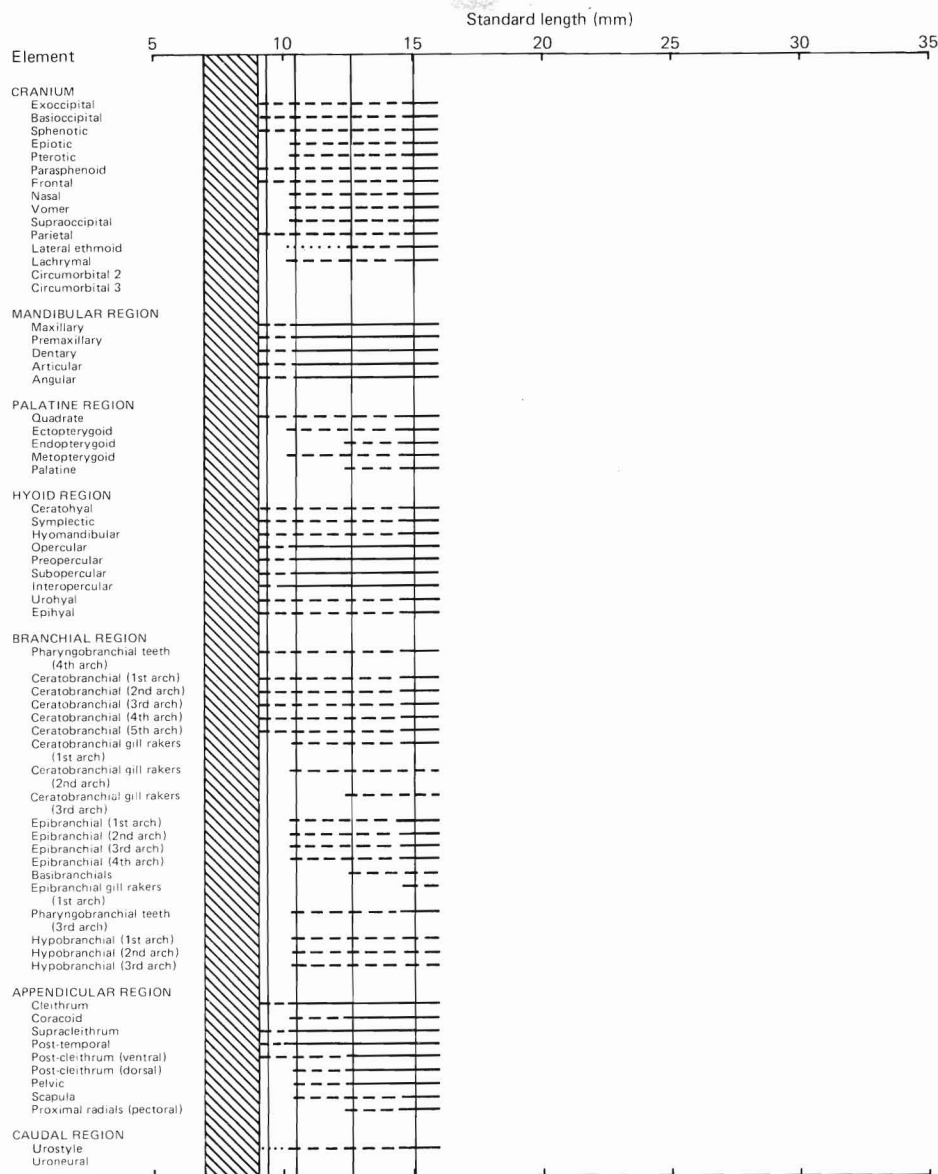 Standard length (mm)
Element 5 10 15 20 25 30 35
CRANIUM
Exoccipital
Basioccipital
Sphenotic
Epiotic
Pterotic
Parasphenoid
Frontal
Nasal
Vomer
Supraoccipital
Parietal
Lateral ethmoid
Lachrymal
Circumorbital 2
Circumorbital 3
MANDIBULAR REGION
Maxillary
Premaxillary
Dentary
Articular
Angular
PALATINE REGION
Quadrate
Ectopterygoid
Endopterygoid
Metopterygoid
Palatine
HYOID REGION
Ceratohyal
Symplectic
Hyomandibular
Opercular
Preopercular
Subopercular
Interopercular
Urohyal
Epihyal
BRANCHIAL REGION
Pharyngobranchial teeth
(4th arch)
Ceratobranchial (1st arch)
Ceratobranchial (2nd arch)
Ceratobranchial (3rd arch)
Ceratobranchial (4th arch)
Ceratobranchial (5th arch)
Ceratobranchial gill rakers
(1st arch)
Ceratobranchial gill rakers
(2nd arch)
Ceratobranchial gill rakers
(3rd arch)
Epibranchial (1st arch)
Epibranchial (2nd arch)
Epibranchial (3rd arch)
Epibranchial (4th arch)
Basibranchials
Epibranchial gill rakers
(1st arch)
Pharyngobranchial teeth
(3rd arch)
Hypobranchial (1st arch)
Hypobranchial (2nd arch)
Hypobranchial (3rd arch)
APPENDICULAR REGION
Cleithrum
Coracoid
Supracleithrum
Post-temporal
Post-cleithrum (ventral)
Post-cleithrum (dorsal)
Pelvic
Scapula
Proximal radials (pectoral)
CAUDAL REGION
Urostyle
Uroneural
5 10 15 20 25 30 35